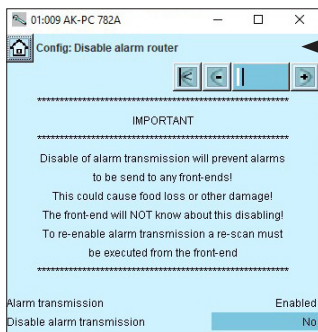 01:009 AK-PC 782A
Config: Disable alarm router
************************************************************
IMPORTANT
************************************************************
Disable of alarm transmission will prevent alarms
to be send to any front-ends!
This could cause food loss or other damage!
The front-end will NOT know about this disabling!
To re-enable alarm transmission a re-scan must
be executed from the front-end
************************************************************
Alarm transmission Enabled
Disable alarm transmission No